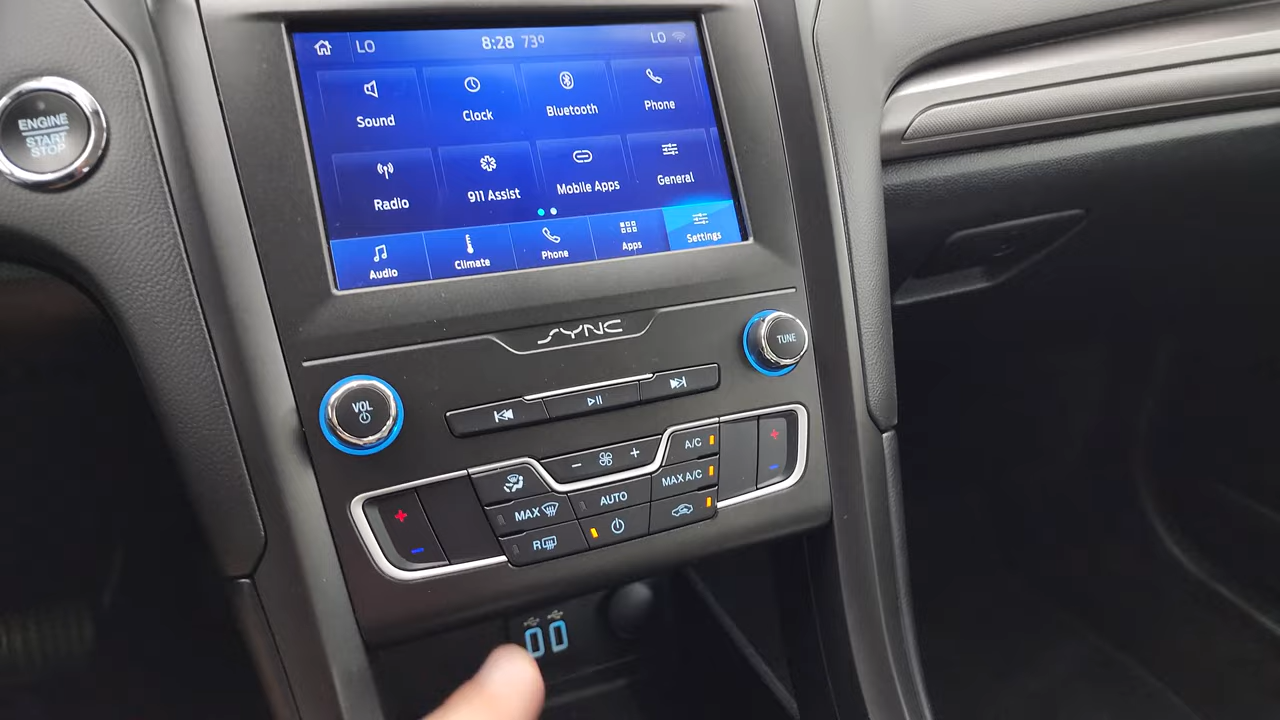 ENGINE
START
STOP
LO 8:28 73° LO
Sound Clock Bluetooth Phone
Radio 911 Assist Mobile Apps General
Audio Climate Phone Apps Settings
SYNC
TUNE
VOL
A/C
MAX A/C
AUTO
MAX
R